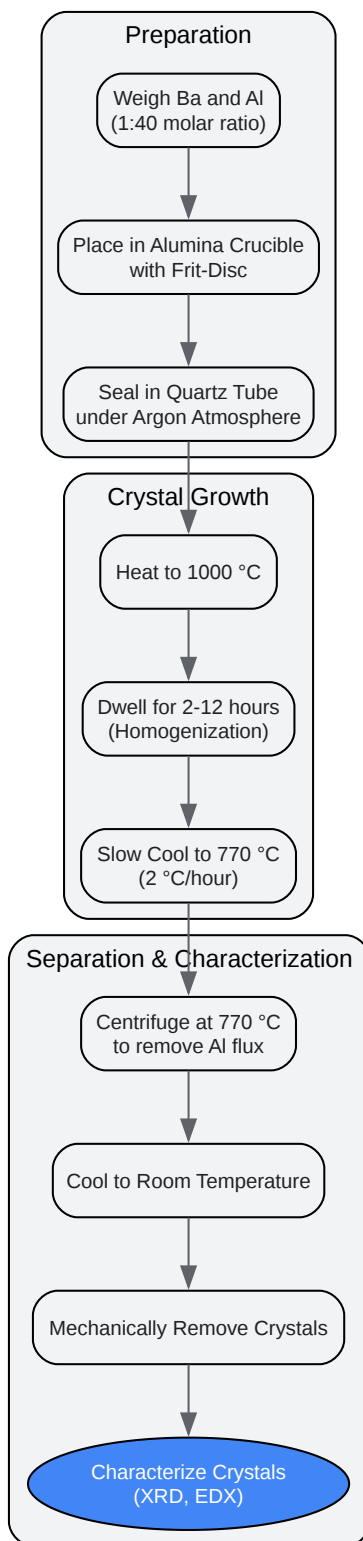 Preparation
Weigh Ba and Al
(1:40 molar ratio)
Place in Alumina Crucible
with Frit-Disc
Seal in Quartz Tube
under Argon Atmosphere
Crystal Growth
Heat to 1000 °C
Dwell for 2-12 hours
(Homogenization)
Slow Cool to 770 °C
(2 °C/hour)
Separation & Characterization
Centrifuge at 770 °C
to remove Al flux
Cool to Room Temperature
Mechanically Remove Crystals
Characterize Crystals
(XRD, EDX)